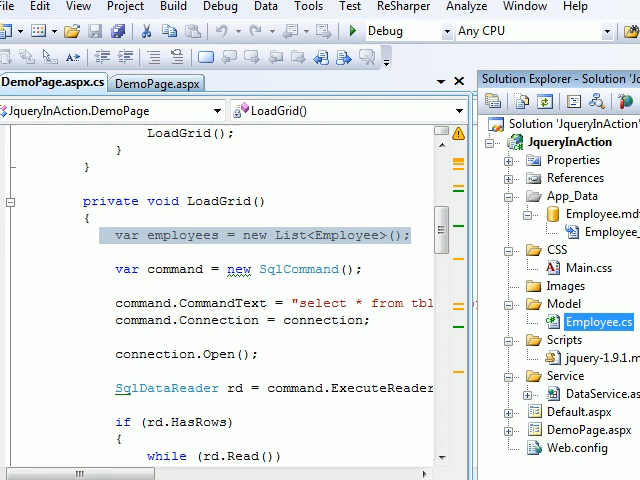 File Edit View Project Build Debug Data Tools Test ReSharper Analyze Window Help
Debug Any CPU
DemoPage.aspx.cs DemoPage.aspx
JqueryInAction.DemoPage LoadGrid()
LoadGrid();
}
}
private void LoadGrid()
{
var employees = new List<Employee>();
var command = new SqlCommand();
command.CommandText = "select * from tbl
command.Connection = connection;
connection.Open();
SqlDataReader rd = command.ExecuteReader
if (rd.HasRows)
{
while (rd.Read())
Solution Explorer - Solution 'Jq
Solution 'JqueryInAction'
JqueryInAction
Properties
References
App_Data
Employee.md
Employee_
CSS
Main.css
Images
Model
Employee.cs
Scripts
jquery-1.9.1.m
Service
DataService.as
Default.aspx
DemoPage.aspx
Web.config